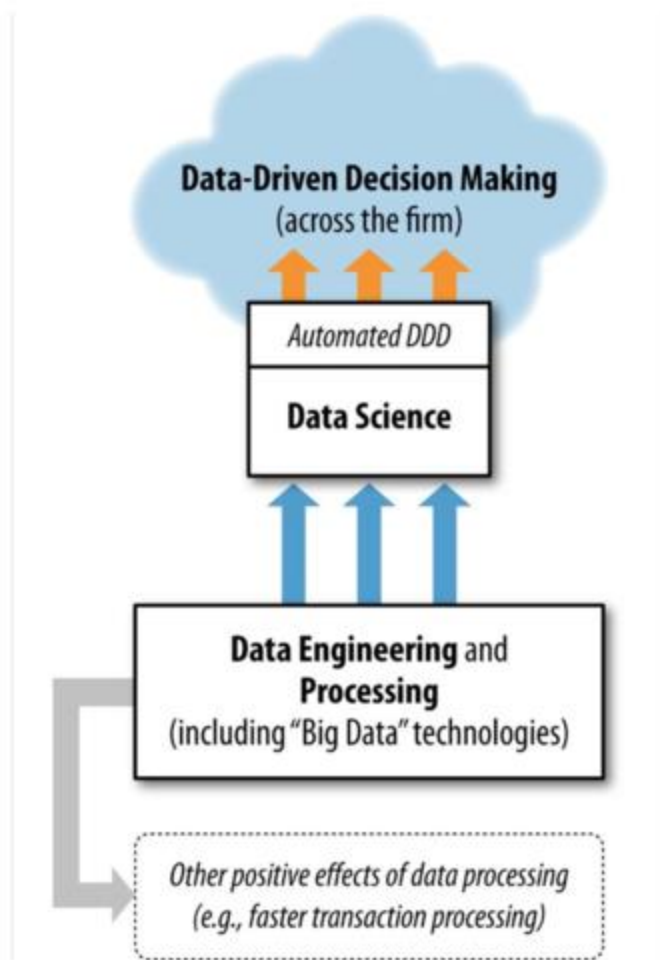 Data-Driven Decision Making
(across the firm)
Automated DDD
Data Science
Data Engineering and
Processing
(including “Big Data” technologies)
Other positive effects of data processing
(e.g., faster transaction processing)